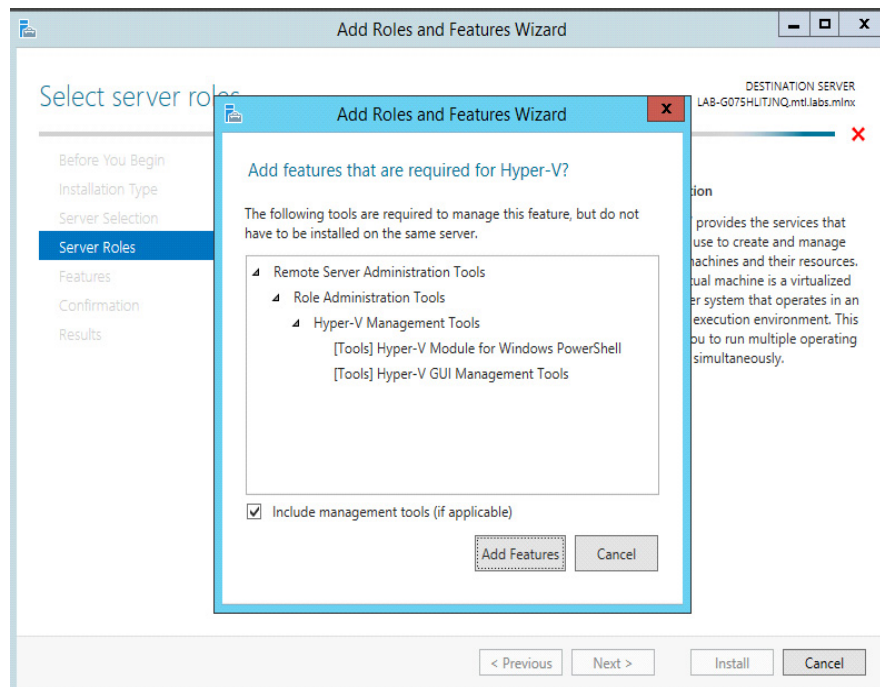 Add Roles and Features Wizard
Select server roles
DESTINATION SERVER
LAB-G075HLITJNQ.mtl.labs.mlnx
Before You Begin
Installation Type
Server Selection
Server Roles
Features
Confirmation
Results
Add Roles and Features Wizard
x
Add features that are required for Hyper-V?
The following tools are required to manage this feature, but do not
have to be installed on the same server.
Remote Server Administration Tools
Role Administration Tools
Hyper-V Management Tools
[Tools] Hyper-V Module for Windows PowerShell
[Tools] Hyper-V GUI Management Tools
Include management tools (if applicable)
Add Features
Cancel
provides the services that
use to create and manage
and their resources.
machine is a virtualized
system that operates in an
execution environment. This
to run multiple operating
simultaneously.
< Previous
Next >
Install
Cancel